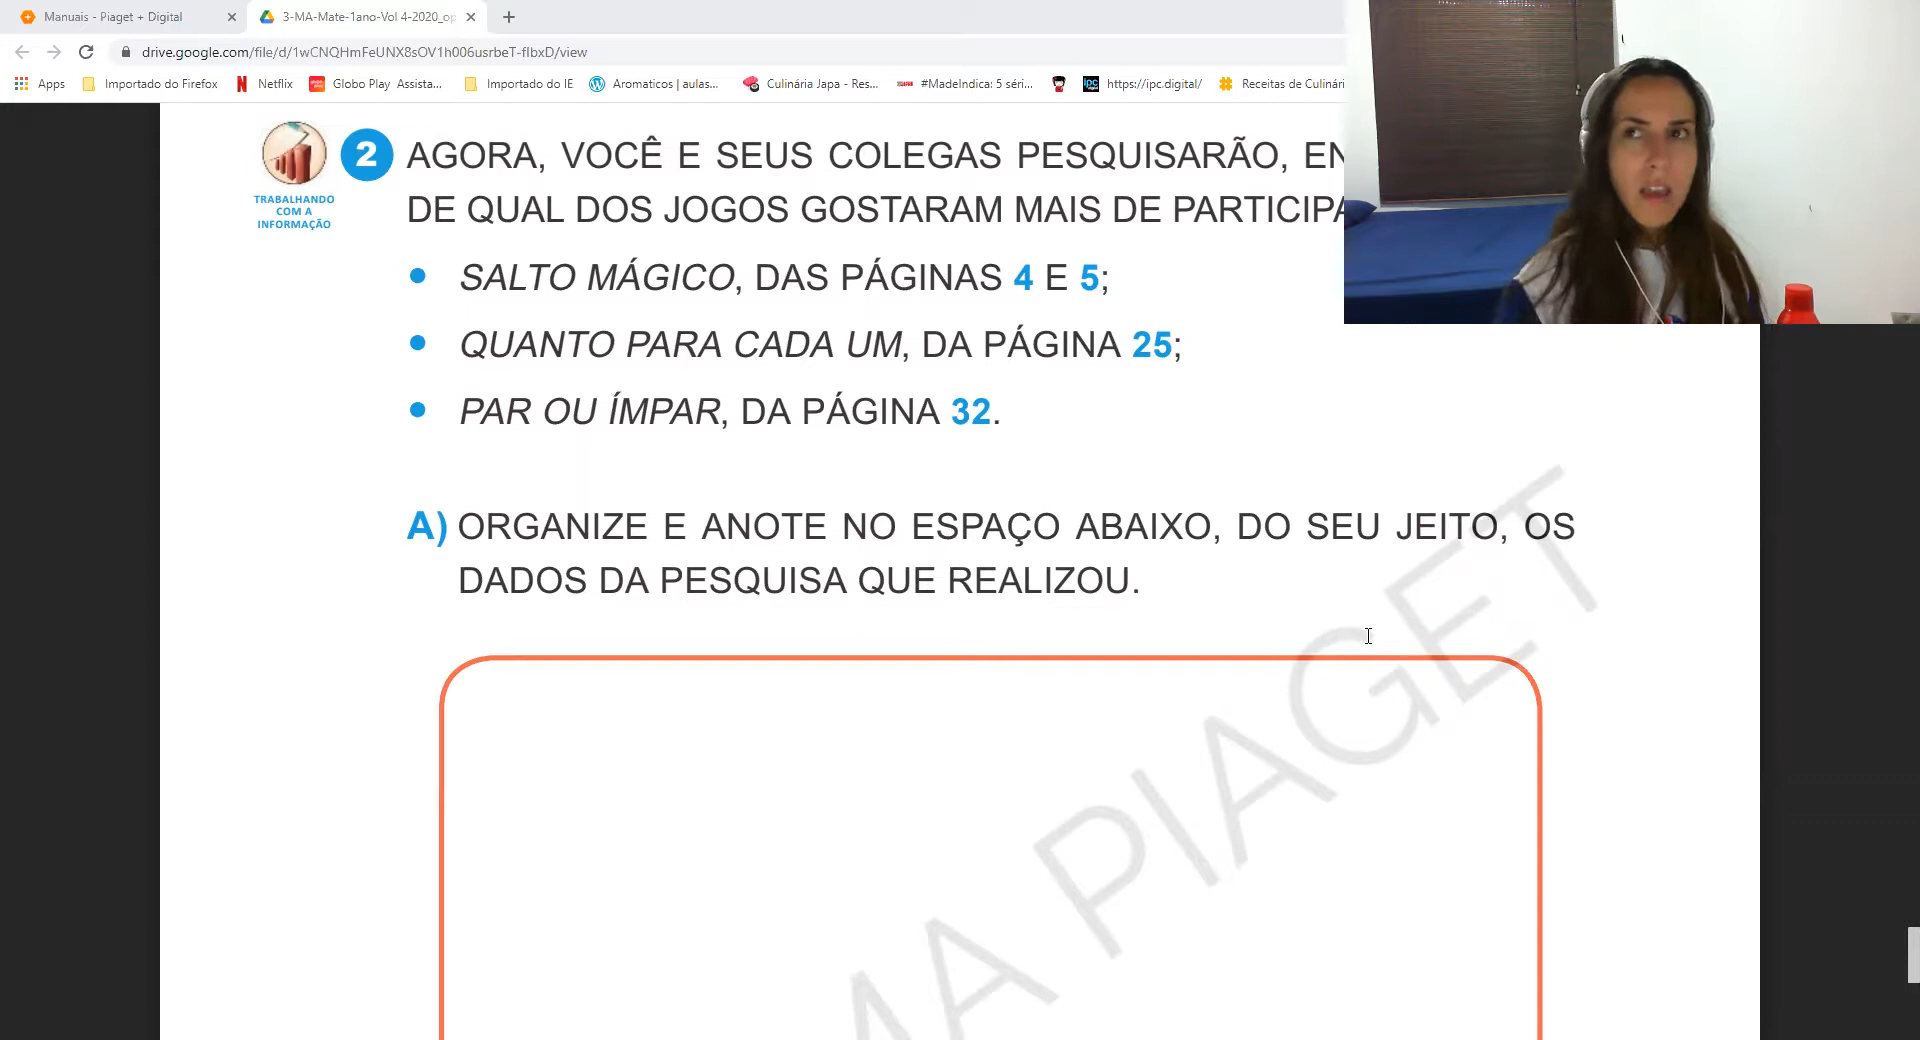 Manuais - Piaget + Digital
3-MA-Mate-1ano-Vol 4-2020_op
drive.google.com/file/d/1wCNQHmFeUNX8sOV1h006usrbeT-flbxD/view
Apps
Importado do Firefox
Netflix
Globo Play Assista...
Importado do IE
Aromaticos | aulas...
Culinária Japa - Res...
#MadeIndica: 5 séri...
https://ipc.digital/
Receitas de Culinári
2 AGORA, VOCÊ E SEUS COLEGAS PESQUISARÃO, EN
DE QUAL DOS JOGOS GOSTARAM MAIS DE PARTICIPA
TRABALHANDO
COM A
INFORMAÇÃO
• SALTO MÁGICO, DAS PÁGINAS 4 E 5;
• QUANTO PARA CADA UM, DA PÁGINA 25;
• PAR OU ÍMPAR, DA PÁGINA 32.
A) ORGANIZE E ANOTE NO ESPAÇO ABAIXO, DO SEU JEITO, OS
DADOS DA PESQUISA QUE REALIZOU.
MA PIAGET